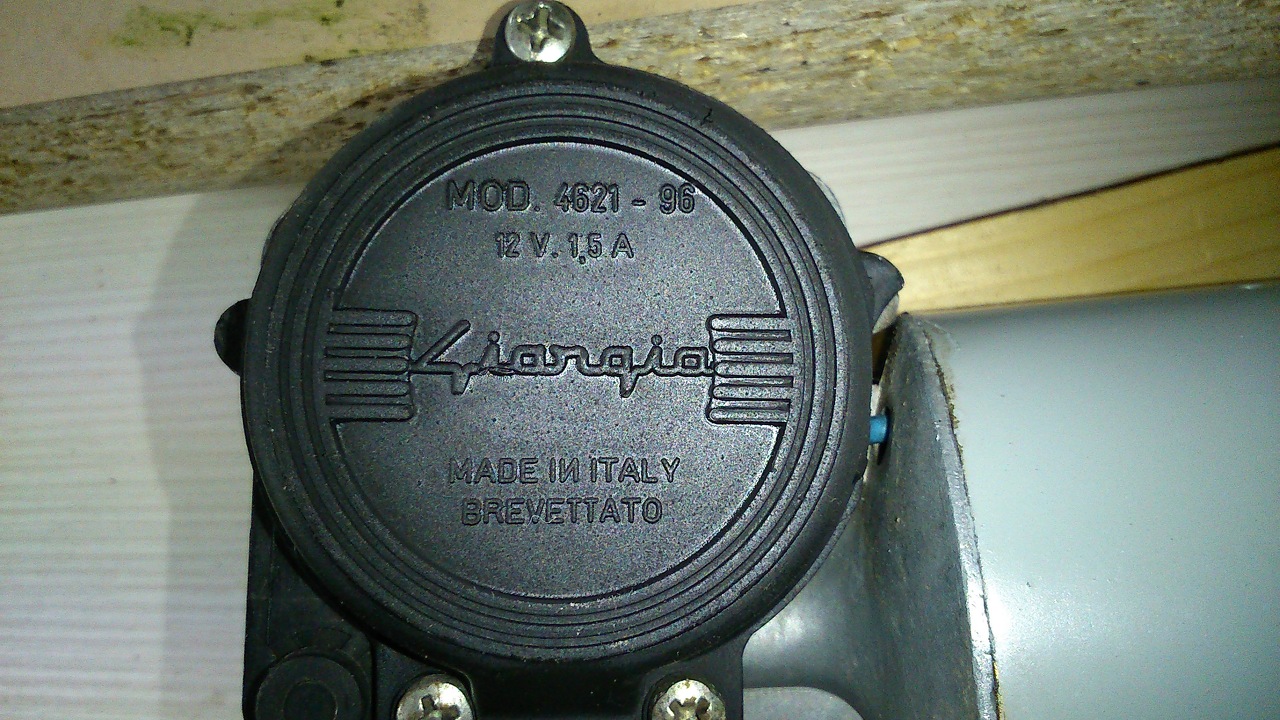 MOD. 4621 - 96
12 V. 1,5 A
Giorgio
MADE IN ITALY
BREVETTATO